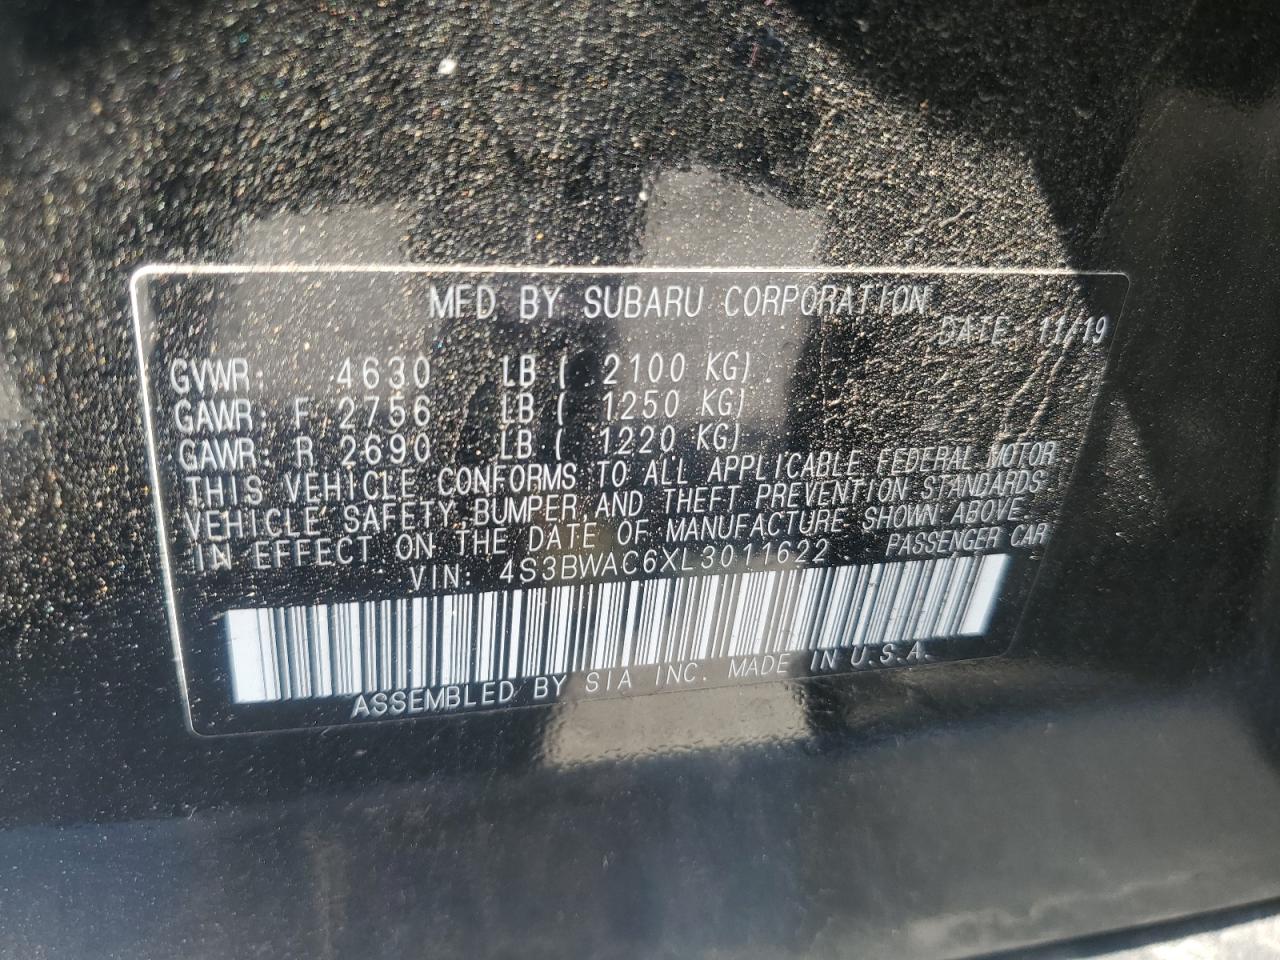 MFD BY SUBARU CORPORATION
DATE 11/19
GVWR: 4630 LB ( 2100 KG)
GAWR: F 2756 LB ( 1250 KG)
GAWR: R 2690 LB ( 1220 KG)
THIS VEHICLE CONFORMS TO ALL APPLICABLE FEDERAL MOTOR
VEHICLE SAFETY, BUMPER, AND THEFT PREVENTION STANDARDS
IN EFFECT ON THE DATE OF MANUFACTURE SHOWN ABOVE
VIN: 4S3BWAC6XL3011622 PASSENGER CAR
ASSEMBLED BY SIA INC. MADE IN U.S.A.